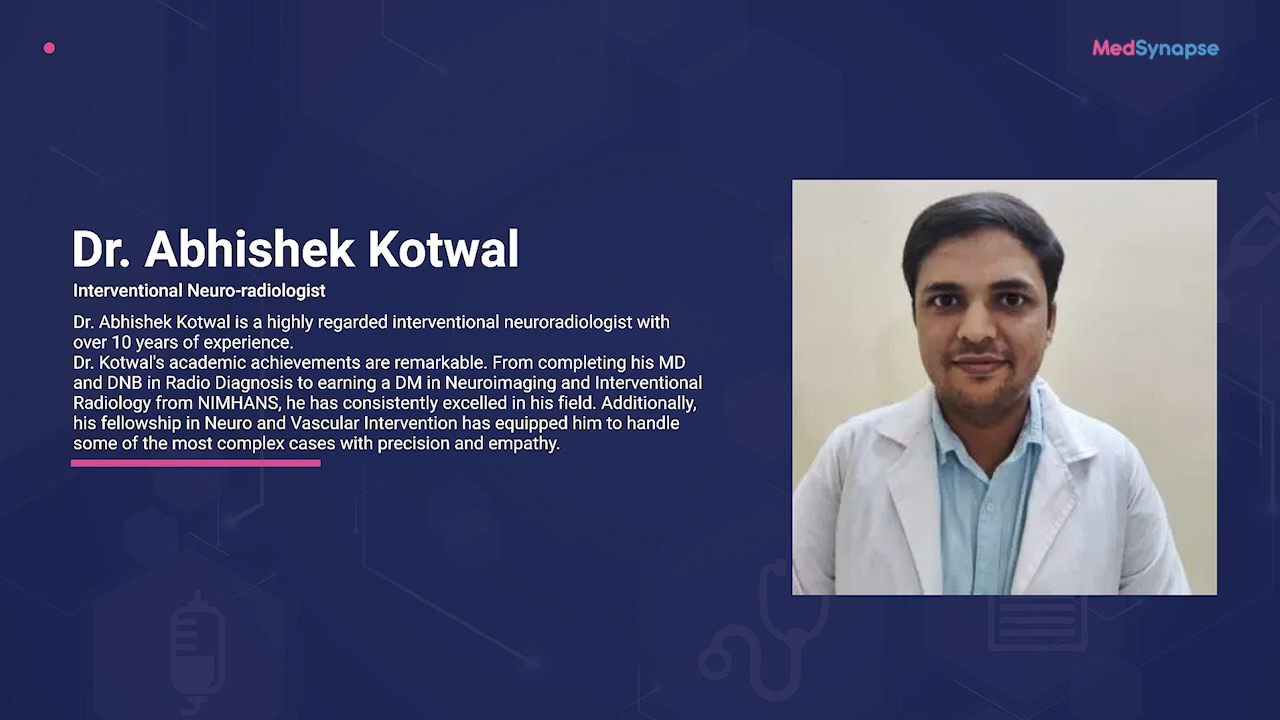 MedSynapse
Dr. Abhishek Kotwal
Interventional Neuro-radiologist
Dr. Abhishek Kotwal is a highly regarded interventional neuroradiologist with
over 10 years of experience.
Dr. Kotwal's academic achievements are remarkable. From completing his MD
and DNB in Radio Diagnosis to earning a DM in Neuroimaging and Interventional
Radiology from NIMHANS, he has consistently excelled in his field. Additionally,
his fellowship in Neuro and Vascular Intervention has equipped him to handle
some of the most complex cases with precision and empathy.